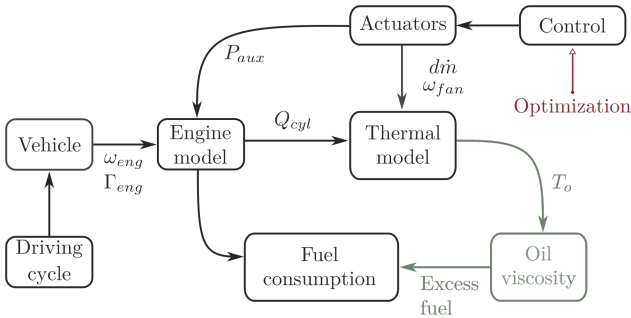 Actuators
Control
P_aux
dṁ
ω_fan
Optimization
Vehicle
Engine
model
Q_cyl
Thermal
model
ω_eng
Γ_eng
T_o
Driving
cycle
Fuel
consumption
Oil
viscosity
Excess
fuel